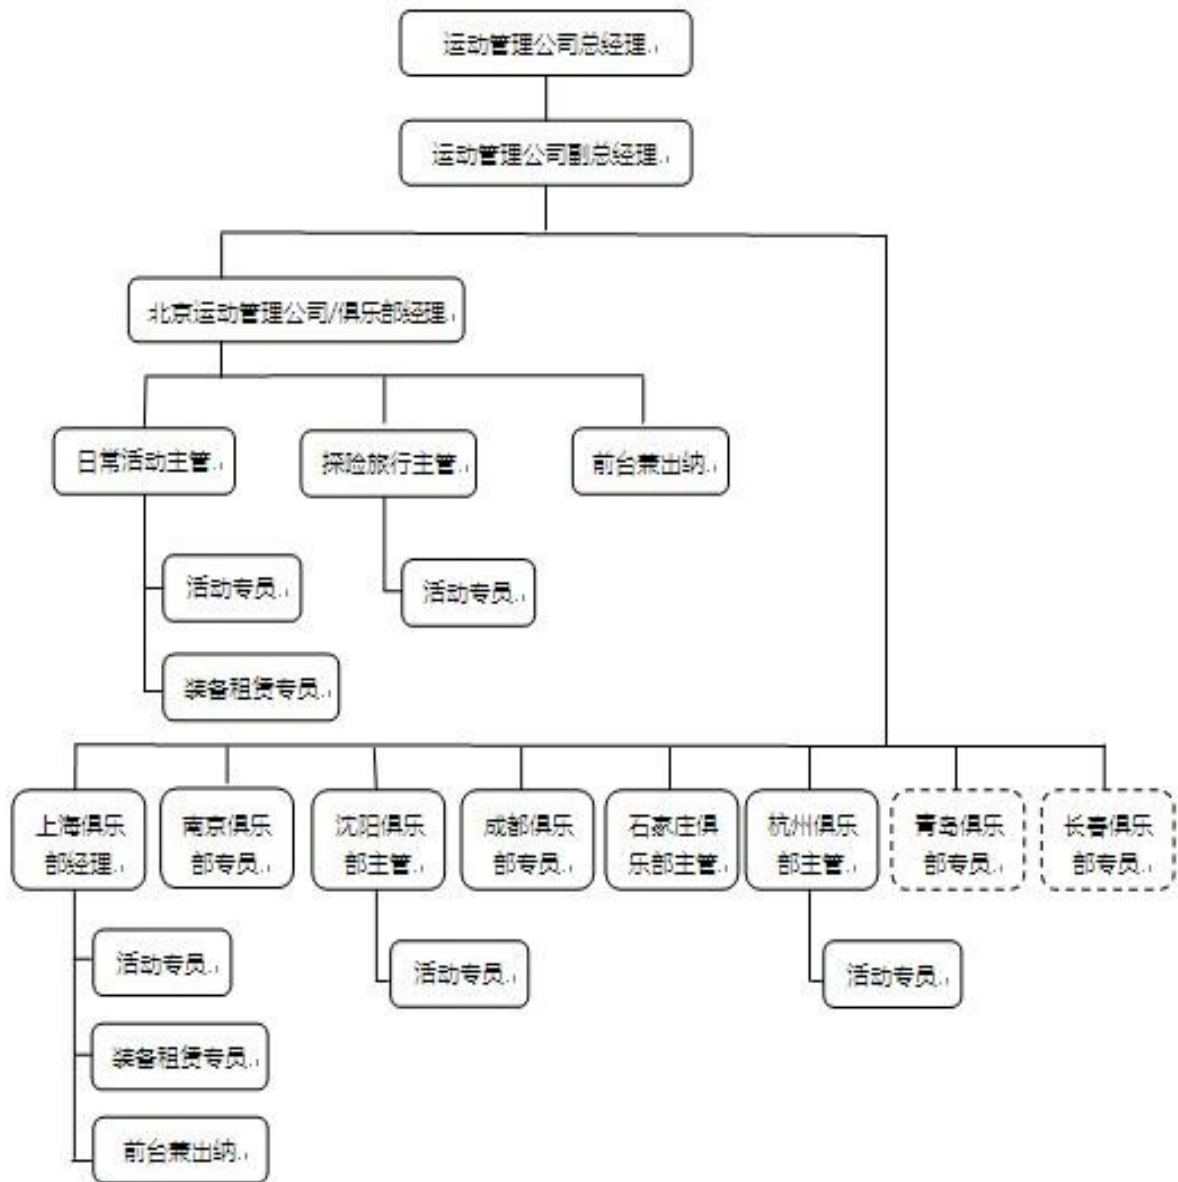 运动管理公司总经理
运动管理公司副总经理
北京运动管理公司/俱乐部经理
日常活动主管
探险旅行主管
前台兼出纳
活动专员
活动专员
装备租赁专员
上海俱乐
部经理
南京俱乐
部专员
沈阳俱乐
部主管
成都俱乐
部专员
石家庄俱
乐部主管
杭州俱乐
部主管
青岛俱乐
部专员
长春俱乐
部专员
活动专员
活动专员
活动专员
装备租赁专员
前台兼出纳